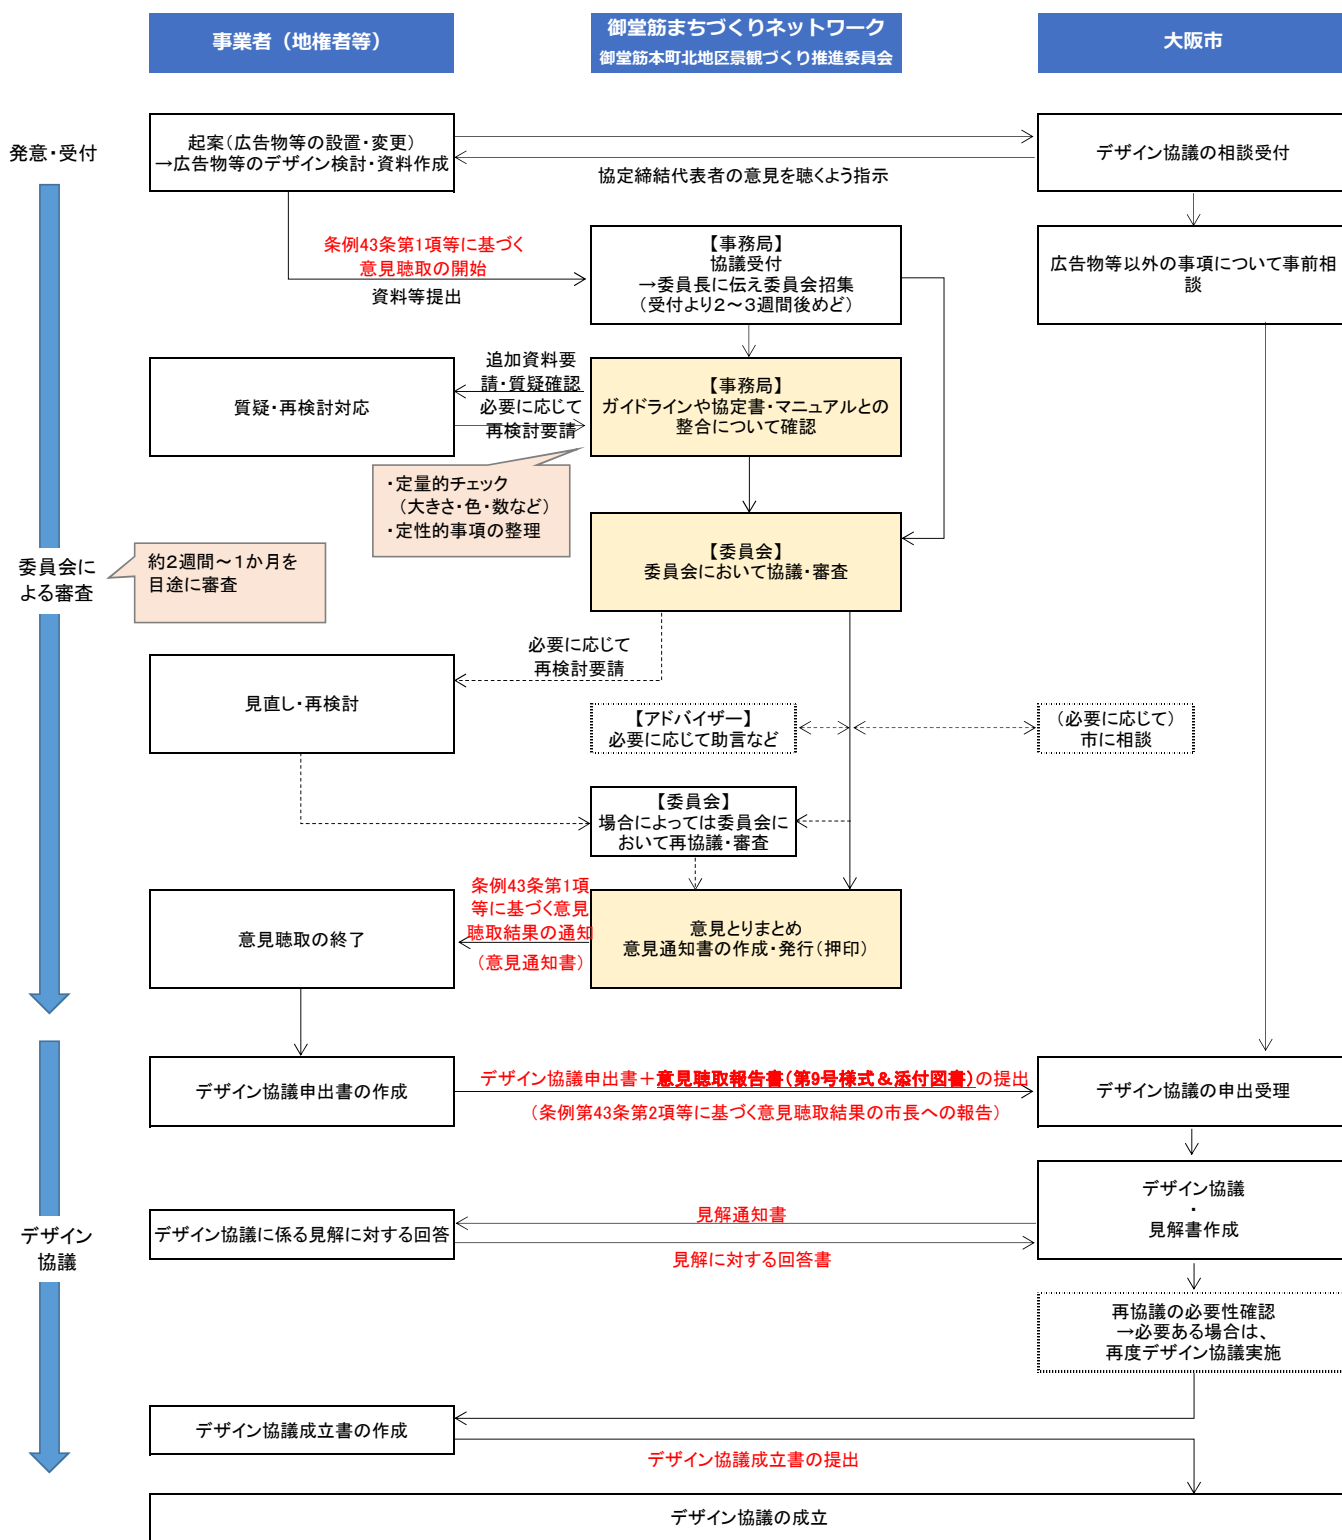 事業者（地権者等）
御堂筋まちづくりネットワーク
御堂筋本町北地区景観づくり推進委員会
大阪市
発意・受付
起案（広告物等の設置・変更）
→広告物等のデザイン検討・資料作成
デザイン協議の相談受付
協定締結代表者の意見を聴くよう指示
条例43条第1項等に基づく
意見聴取の開始
資料等提出
【事務局】
協議受付
→委員長に伝え委員会招集
（受付より２～３週間後めど）
広告物等以外の事項について事前相
談
質疑・再検討対応
追加資料要
請・質疑確認
必要に応じて
再検討要請
【事務局】
ガイドラインや協定書・マニュアルとの
整合について確認
・定量的チェック
（大きさ・色・数など）
・定性的事項の整理
委員会に
よる審査
約２週間～１か月を
目途に審査
【委員会】
委員会において協議・審査
必要に応じて
再検討要請
見直し・再検討
【アドバイザー】
必要に応じて助言など
（必要に応じて）
市に相談
【委員会】
場合によっては委員会に
おいて再協議・審査
意見聴取の終了
条例43条第1項
等に基づく意見
聴取結果の通知
（意見通知書）
意見とりまとめ
意見通知書の作成・発行（押印）
デザイン協議申出書の作成
デザイン協議申出書＋意見聴取報告書（第9号様式＆添付図書）の提出
（条例第43条第2項等に基づく意見聴取結果の市長への報告）
デザイン協議の申出受理
デザイン協議
・
見解書作成
デザイン
協議
デザイン協議に係る見解に対する回答
見解通知書
見解に対する回答書
再協議の必要性確認
→必要ある場合は、
再度デザイン協議実施
デザイン協議成立書の作成
デザイン協議成立書の提出
デザイン協議の成立